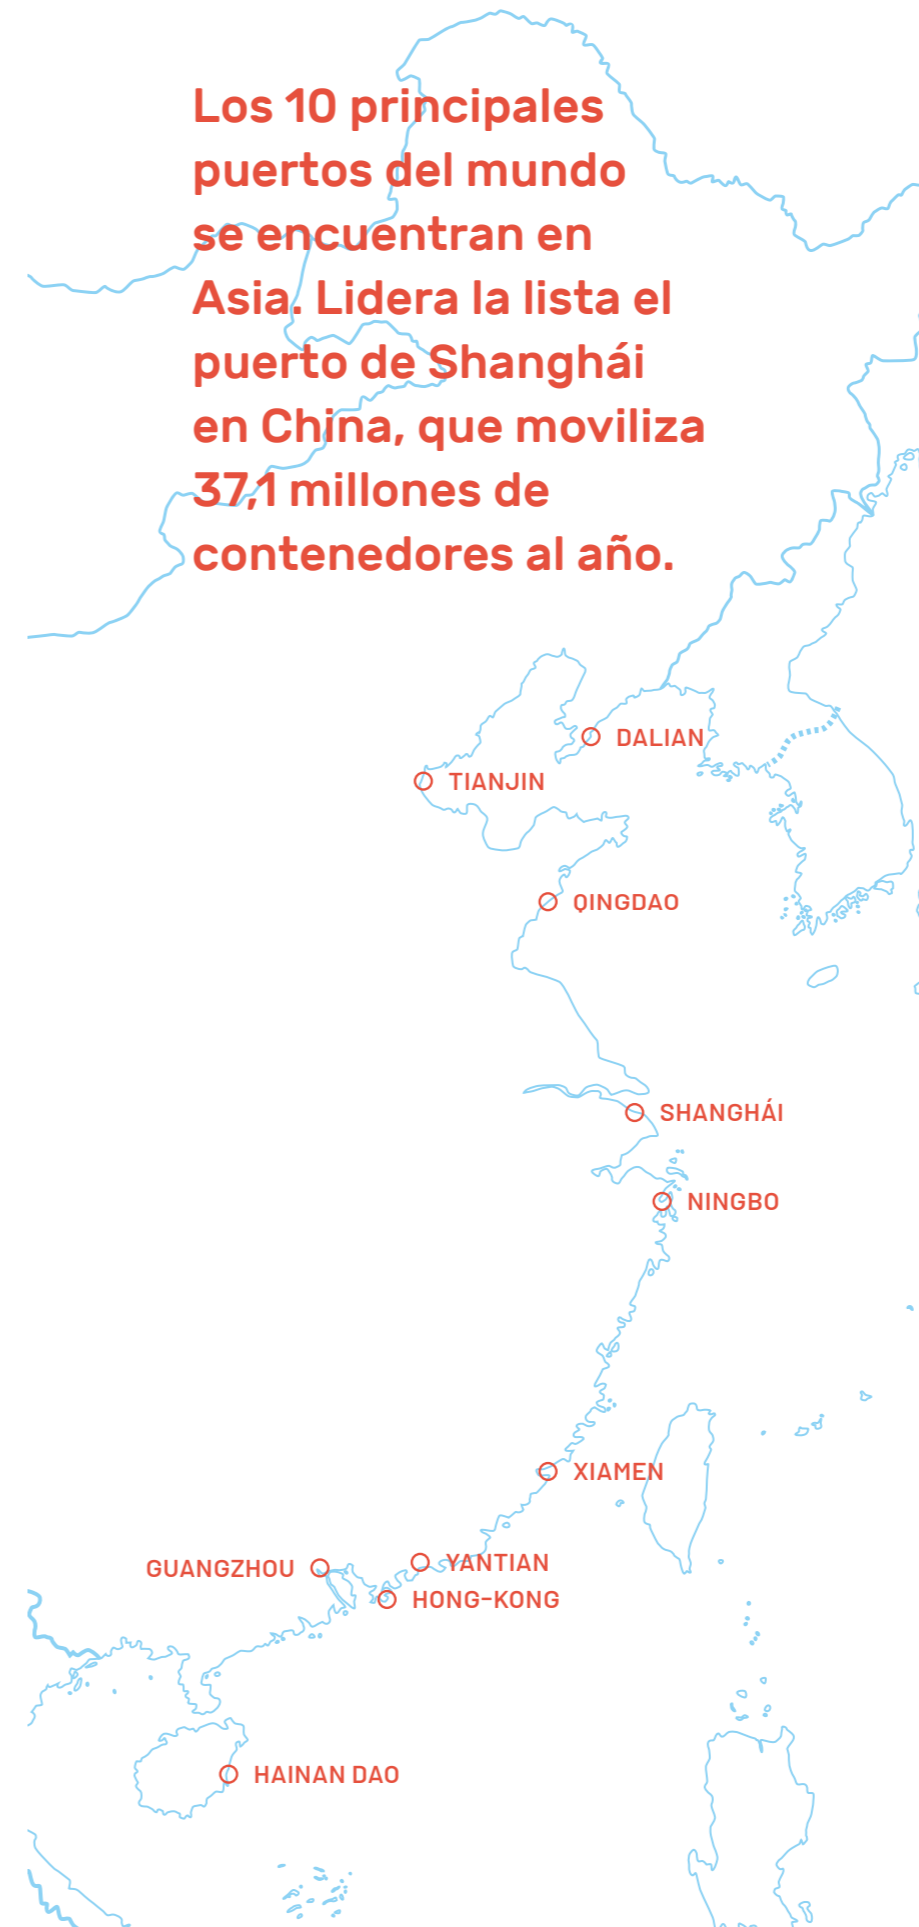 Los 10 principales
puertos del mundo
se encuentran en
Asia. Lidera la lista el
puerto de Shanghái
en China, que moviliza
37,1 millones de
contenedores al año.
DALIAN
TIANJIN
QINGDAO
SHANGHÁI
NINGBO
XIAMEN
GUANGZHOU
YANTIAN
HONG-KONG
HAINAN DAO